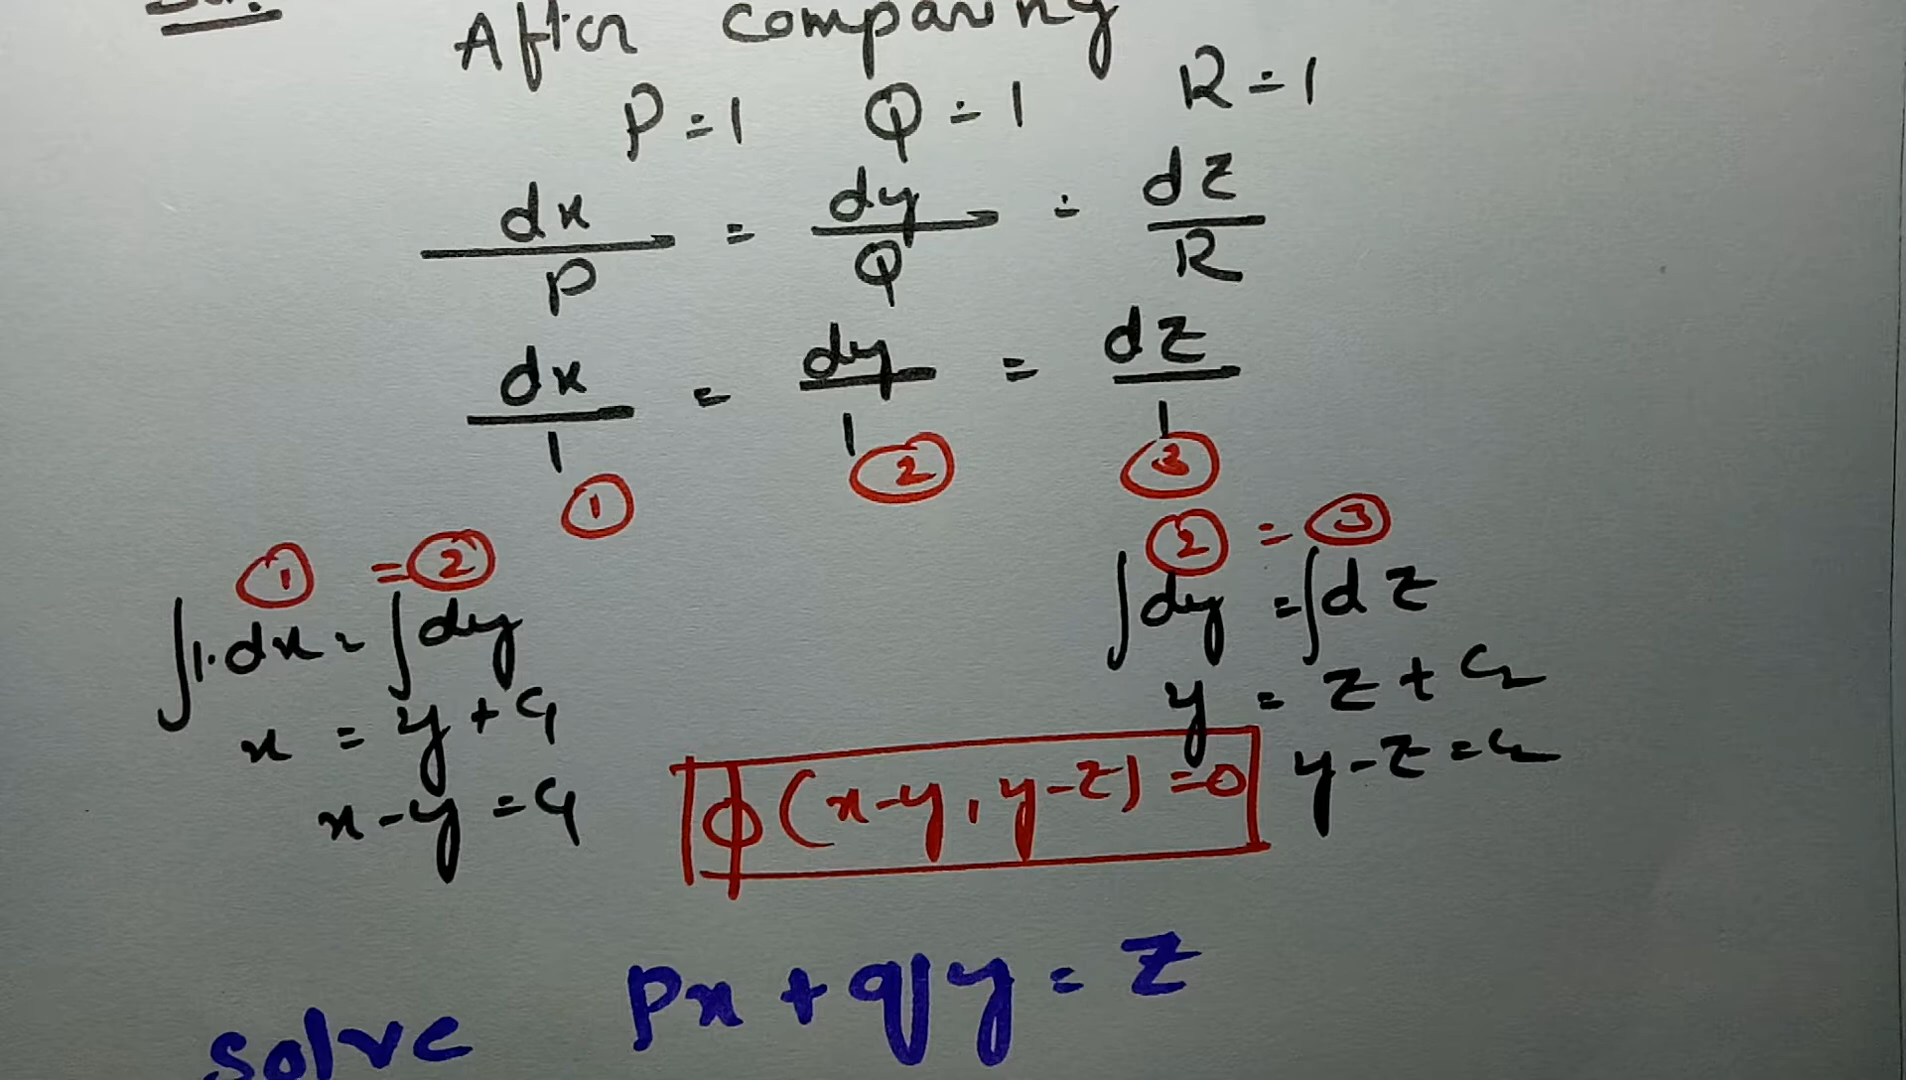 After comparing
P = 1 Q = 1 R = 1
dx/P = dy/Q = dz/R
dx/1 = dy/1 = dz/1
① ② ③
① = ②
∫1.dx = ∫dy
x = y + c₁
x - y = c₁
② = ③
∫dy = ∫dz
y = z + c₂
y - z = c₂
ϕ(x-y, y-z) = 0
solve px + qy = z